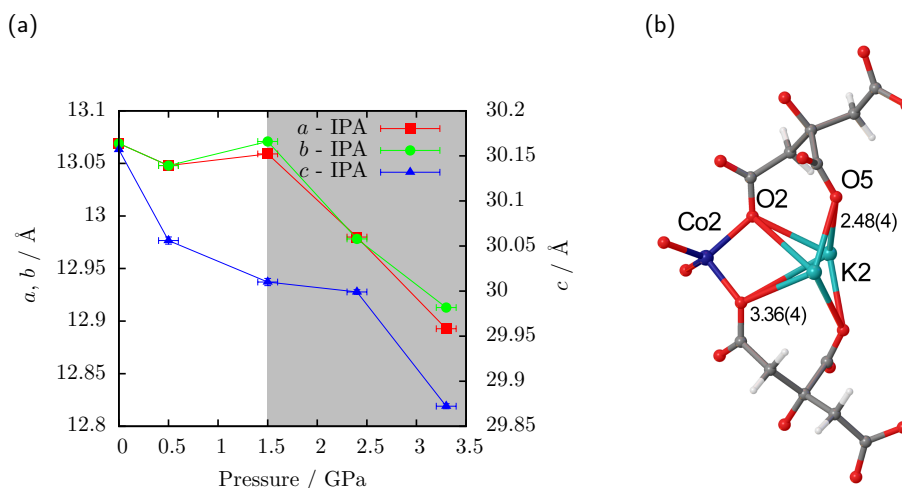 (a)
(b)
13.1
13.05
13
12.95
12.9
12.85
12.8
a, b / Å
30.2
30.15
30.1
30.05
30
29.95
29.9
29.85
c / Å
a - IPA
b - IPA
c - IPA
0 0.5 1 1.5 2 2.5 3 3.5
Pressure / GPa
O5
O2
2.48(4)
Co2
K2
3.36(4)